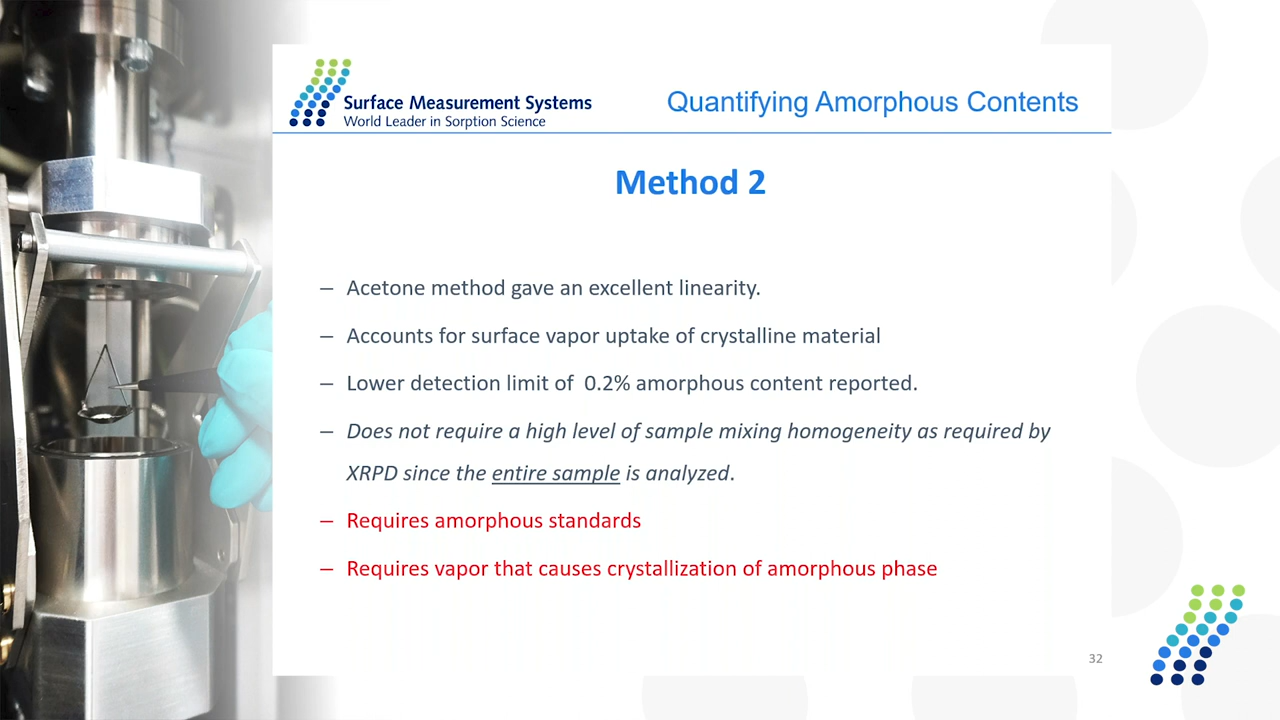 Surface Measurement Systems
World Leader in Sorption Science
Quantifying Amorphous Contents
Method 2
– Acetone method gave an excellent linearity.
– Accounts for surface vapor uptake of crystalline material
– Lower detection limit of  0.2% amorphous content reported.
– Does not require a high level of sample mixing homogeneity as required by
XRPD since the entire sample is analyzed.
– Requires amorphous standards
– Requires vapor that causes crystallization of amorphous phase
32